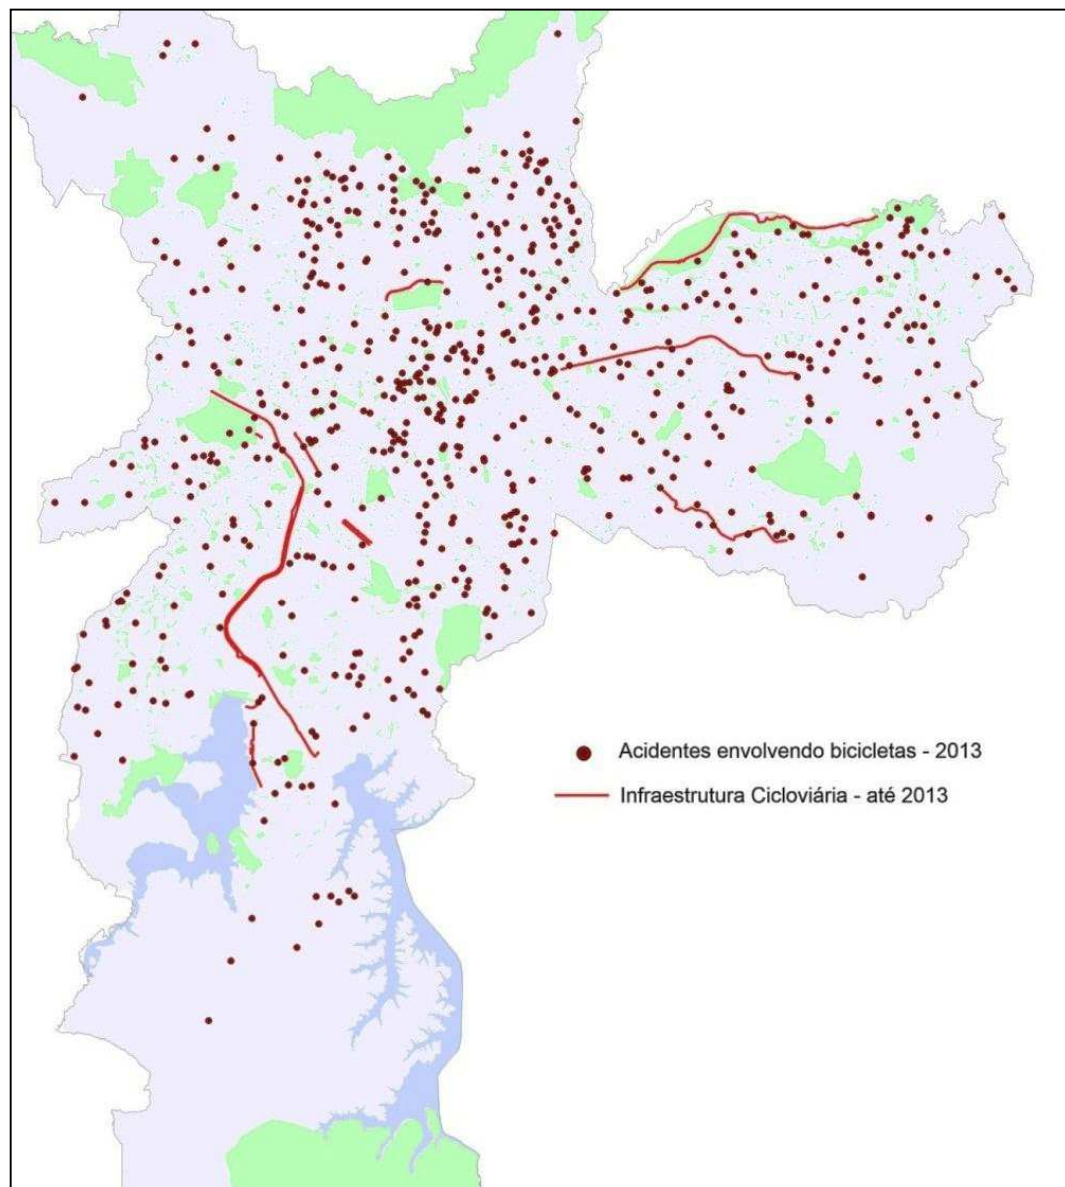 Acidentes envolvendo bicicletas - 2013
Infraestrutura Cicloviária - até 2013